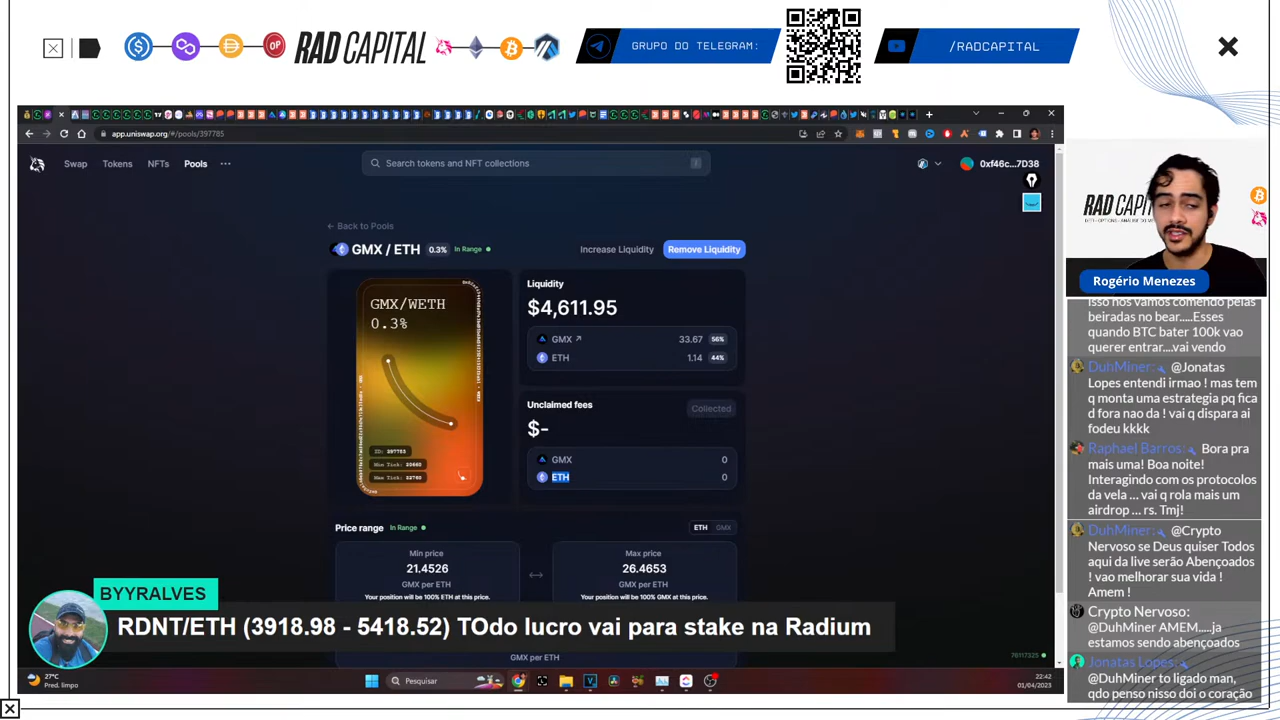 RAD CAPITAL
GRUPO DO TELEGRAM:
/RADCAPITAL
app.uniswap.org/#/pools/397785
Swap
Tokens
NFTs
Pools
Search tokens and NFT collections
/
0xf46c...7D38
← Back to Pools
GMX / ETH 0.3% In Range
Increase Liquidity
Remove Liquidity
GMX/WETH
0.3%
ID: 397785
Liquidity
$4,611.95
GMX ↗ 33.67 56%
ETH 1.14 44%
Unclaimed fees
Collected
$-
GMX 0
ETH 0
Price range In Range
ETH GMX
Min price
21.4526
GMX per ETH
Your position will be 100% ETH at this price.
Max price
26.4653
GMX per ETH
Your position will be 100% GMX at this price.
GMX per ETH
76117325
BYYRALVES
RDNT/ETH (3918.98 - 5418.52) TOdo lucro vai para stake na Radium
27°C
Pred. limpo
Pesquisar
22:42
01/04/2023
RAD CAPI
Rogério Menezes
isso nos vamos comendo pelas
beiradas no bear.....Esses
quando BTC bater 100k vao
querer entrar....vai vendo
DuhMiner: @Jonatas
Lopes entendi irmao ! mas tem
q monta uma estrategia pq fica
d fora nao da ! vai q dispara ai
fodeu kkkk
Raphael Barros: Bora pra
mais uma! Boa noite!
Interagindo com os protocolos
da vela ... vai q rola mais um
airdrop ... rs. Tmj!
DuhMiner: @Crypto
Nervoso se Deus quiser Todos
aqui da live serão Abençoados
! vao melhorar sua vida !
Amem !
Crypto Nervoso:
@DuhMiner AMEM.....ja
estamos sendo abençoados
Jonatas Lopes:
@DuhMiner to ligado man,
qdo penso nisso doi o coração